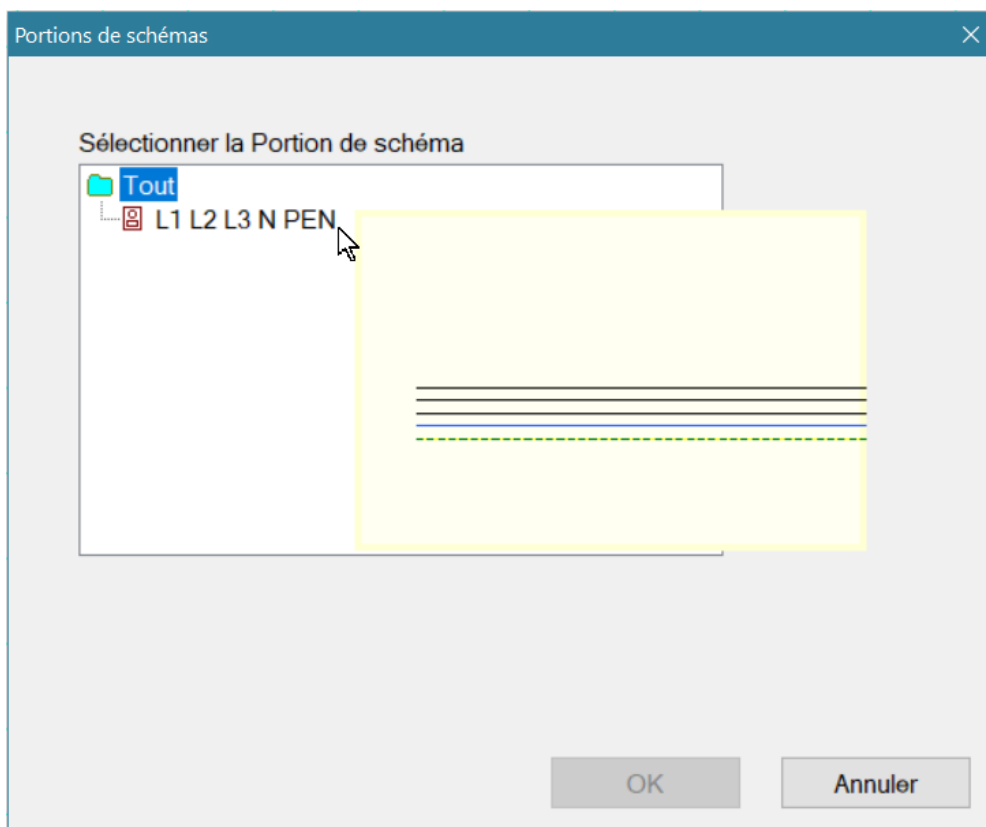 Portions de schémas
Sélectionner la Portion de schéma
Tout
L1 L2 L3 N PEN
OK
Annuler